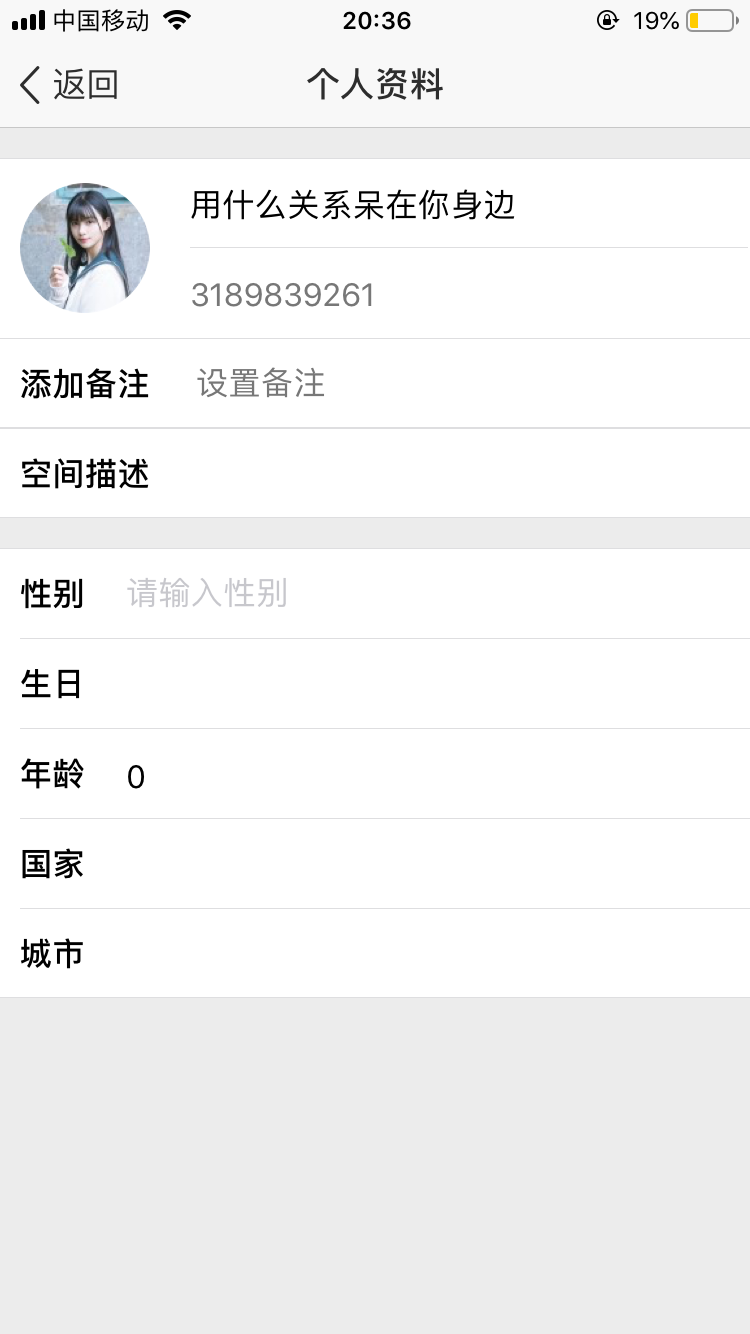 中国移动 20:36 19%
返回 个人资料
用什么关系呆在你身边
3189839261
添加备注 设置备注
空间描述
性别 请输入性别
生日
年龄 0
国家
城市